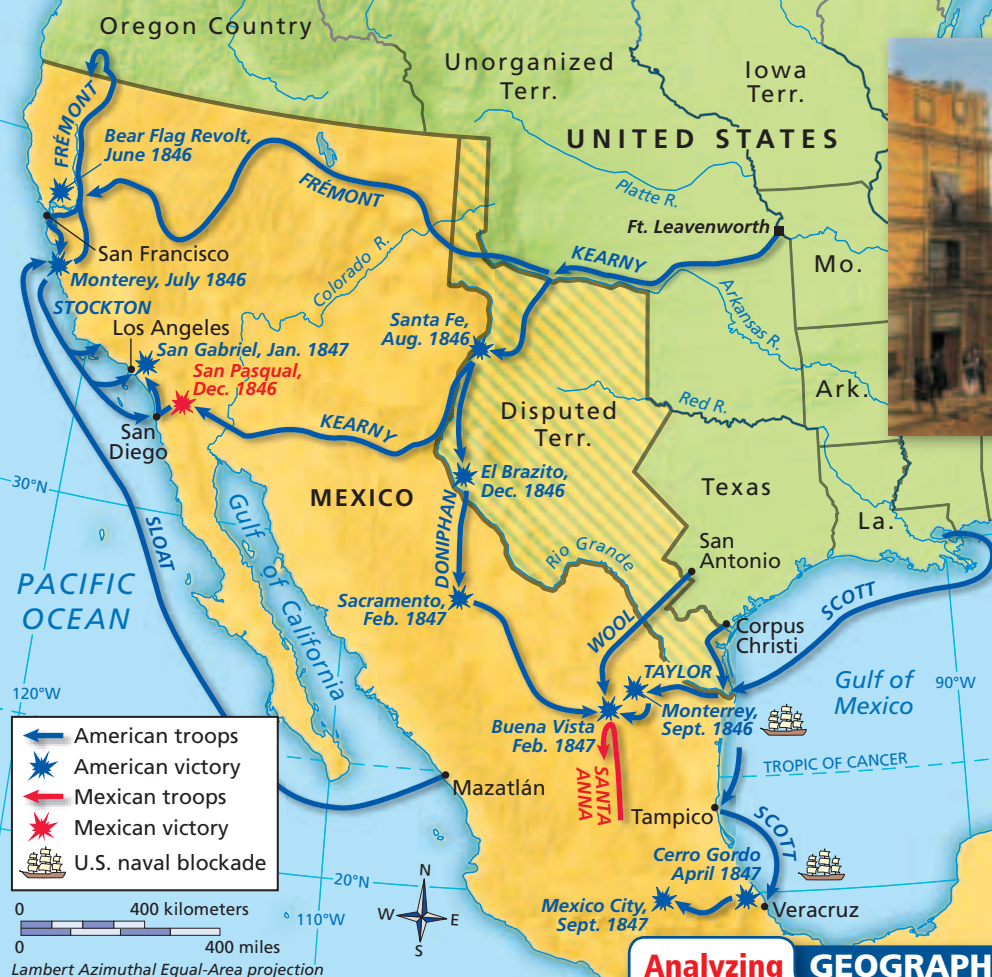 Oregon Country
Unorganized
Terr.
Iowa
Terr.
UNITED STATES
FRÉMONT
Bear Flag Revolt,
June 1846
FRÉMONT
Platte R.
Ft. Leavenworth
KEARNY
Mo.
San Francisco
Monterey, July 1846
Colorado R.
Arkansas R.
STOCKTON
Los Angeles
San Gabriel, Jan. 1847
San Pasqual,
Dec. 1846
Santa Fe,
Aug. 1846
Ark.
Red R.
Disputed
Terr.
KEARNY
San
Diego
El Brazito,
Dec. 1846
Texas
30°N
MEXICO
La.
SLOAT
Gulf of California
DONIPHAN
Rio Grande
San
Antonio
PACIFIC
OCEAN
Sacramento,
Feb. 1847
WOOL
SCOTT
Corpus
Christi
TAYLOR
Gulf of
Mexico
90°W
120°W
Monterrey,
Sept. 1846
Buena Vista
Feb. 1847
American troops
American victory
Mexican troops
Mexican victory
U.S. naval blockade
SANTA
ANNA
TROPIC OF CANCER
Mazatlán
Tampico
SCOTT
Cerro Gordo
April 1847
20°N
N
W E
S
Mexico City,
Sept. 1847
Veracruz
110°W
0 400 kilometers
0 400 miles
Lambert Azimuthal Equal-Area projection
Analyzing GEOGRAPH